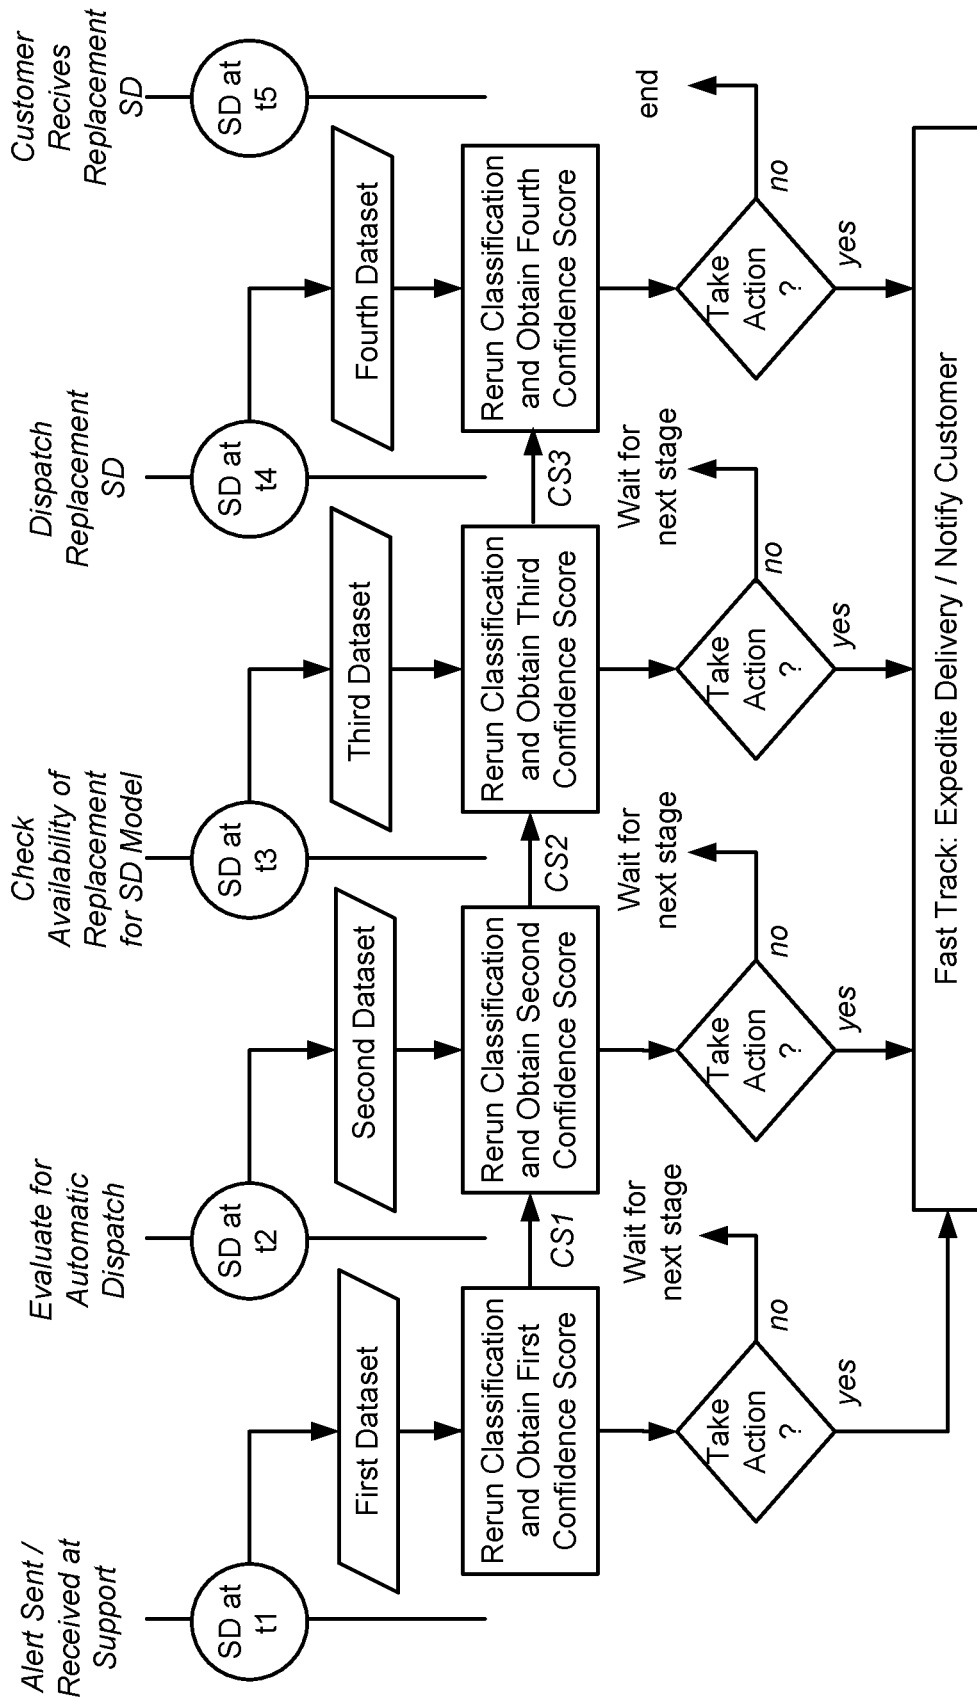 Alert Sent /
Received at
Support
Evaluate for
Automatic
Dispatch
Check
Availability of
Replacement
for SD Model
Dispatch
Replacement
SD
Customer
Recives
Replacement
SD
SD at
t1
SD at
t2
SD at
t3
SD at
t4
SD at
t5
First Dataset
Second Dataset
Third Dataset
Fourth Dataset
Rerun Classification
and Obtain First
Confidence Score
CS1
Rerun Classification
and Obtain Second
Confidence Score
CS2
Rerun Classification
and Obtain Third
Confidence Score
CS3
Rerun Classification
and Obtain Fourth
Confidence Score
Wait for
next stage
Wait for
next stage
Wait for
next stage
end
Take
Action
?
no
yes
Take
Action
?
no
yes
Take
Action
?
no
yes
Take
Action
?
no
yes
Fast Track: Expedite Delivery / Notify Customer